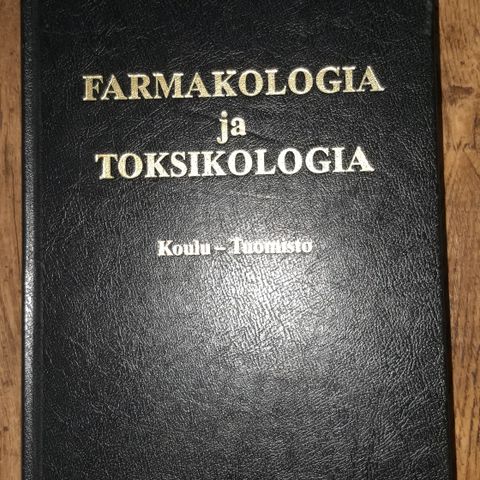 FARMAKOLOGIA
ja
TOKSIKOLOGIA
Koulu – Tuomisto